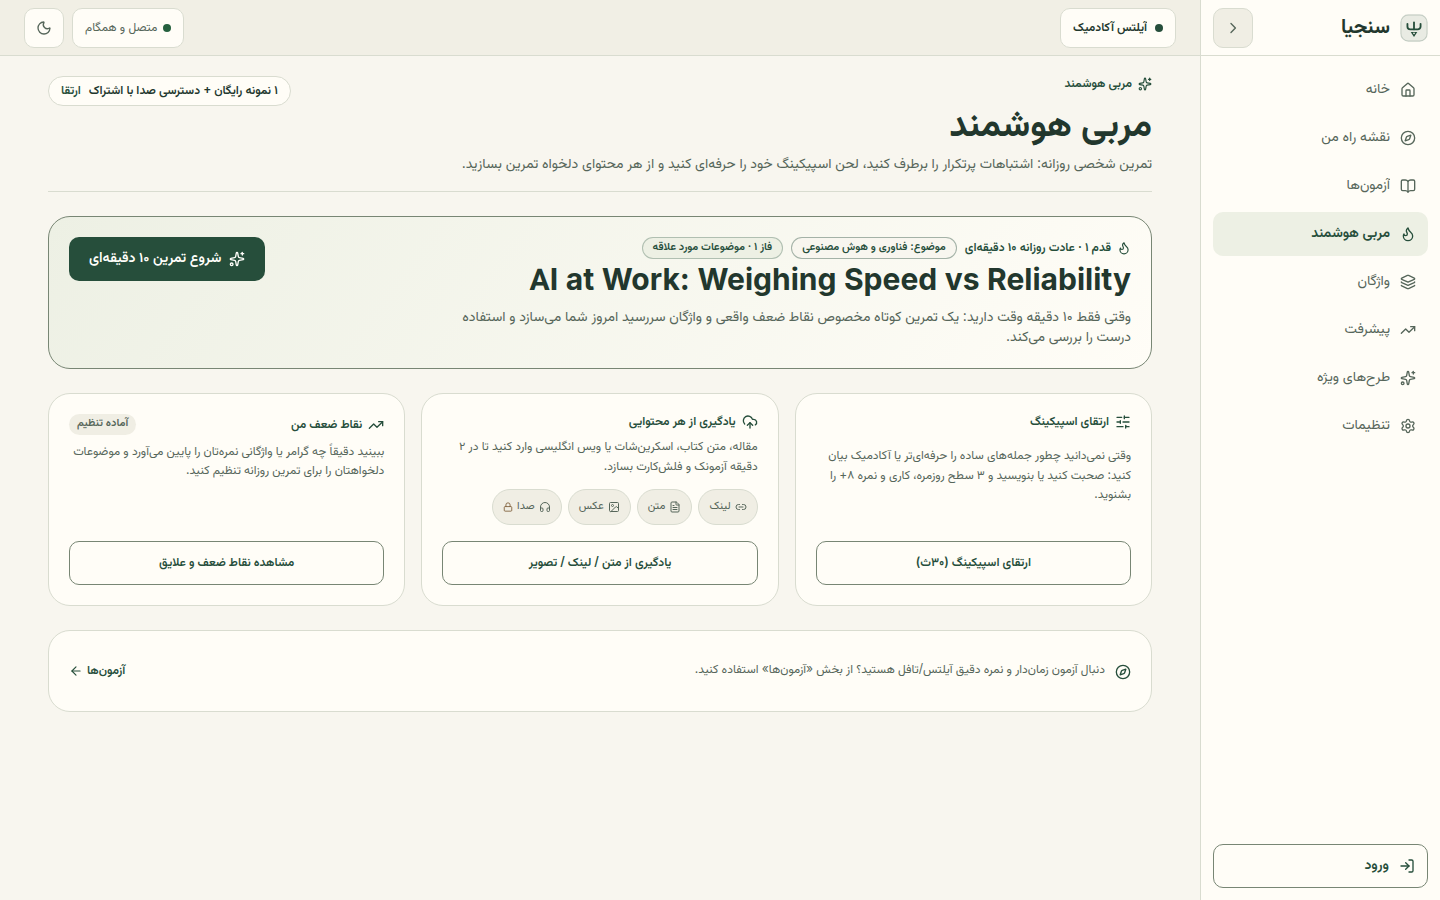 سنجیا
خانه
نقشه راه من
آزمون‌ها
مربی هوشمند
واژگان
پیشرفت
طرح‌های ویژه
تنظیمات
ورود
آیلتس آکادمیک
متصل و همگام
مربی هوشمند
۱ نمونه رایگان + دسترسی صدا با اشتراک ارتقا
مربی هوشمند
تمرین شخصی روزانه: اشتباهات پرتکرار را برطرف کنید، لحن اسپیکینگ خود را حرفه‌ای کنید و از هر محتوای دلخواه تمرین بسازید.
قدم ۱ · عادت روزانه ۱۰ دقیقه‌ای
موضوع: فناوری و هوش مصنوعی
فاز ۱ · موضوعات مورد علاقه
شروع تمرین ۱۰ دقیقه‌ای
AI at Work: Weighing Speed vs Reliability
وقتی فقط ۱۰ دقیقه وقت دارید: یک تمرین کوتاه مخصوص نقاط ضعف واقعی و واژگان سررسید امروز شما می‌سازد و استفاده
درست را بررسی می‌کند.
ارتقای اسپیکینگ
وقتی نمی‌دانید چطور جمله‌های ساده را حرفه‌ای‌تر یا آکادمیک بیان
کنید: صحبت کنید یا بنویسید و ۳ سطح روزمره، کاری و نمره ۸+ را
بشنوید.
ارتقای اسپیکینگ (۳۰ث)
یادگیری از هر محتوایی
مقاله، متن کتاب، اسکرین‌شات یا ویس انگلیسی وارد کنید تا در ۲
دقیقه آزمونک و فلش‌کارت بسازد.
لینک
متن
عکس
صدا
یادگیری از متن / لینک / تصویر
نقاط ضعف من
آماده تنظیم
ببینید دقیقاً چه گرامر یا واژگانی نمره‌تان را پایین می‌آورد و موضوعات
دلخواهتان را برای تمرین روزانه تنظیم کنید.
مشاهده نقاط ضعف و علایق
دنبال آزمون زمان‌دار و نمره دقیق آیلتس/تافل هستید؟ از بخش «آزمون‌ها» استفاده کنید.
آزمون‌ها